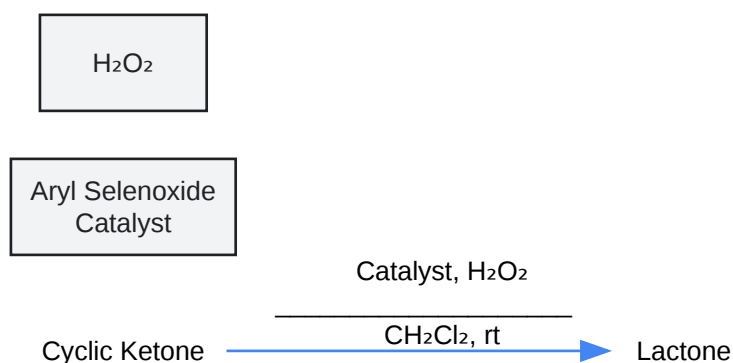 H₂O₂
Aryl Selenoxide
Catalyst
Catalyst, H₂O₂
CH₂Cl₂, rt
Cyclic Ketone
Lactone